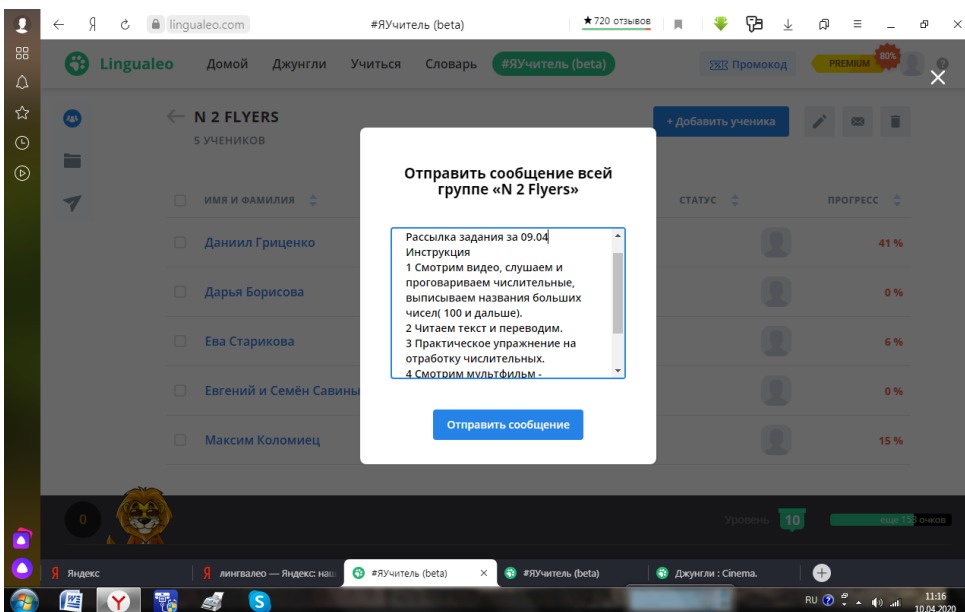 Я
lingualeo.com
#ЯУчитель (beta)
★720 отзывов
Lingualeo
Домой
Джунгли
Учиться
Словарь
#ЯУчитель (beta)
Промокод
PREMIUM
80%
N 2 FLYERS
5 УЧЕНИКОВ
+ Добавить ученика
ИМЯ И ФАМИЛИЯ
СТАТУС
ПРОГРЕСС
Даниил Гриценко
41 %
Дарья Борисова
0 %
Ева Старикова
6 %
Евгений и Семён Савины
0 %
Максим Коломиец
15 %
Отправить сообщение всей
группе «N 2 Flyers»
Рассылка задания за 09.04
Инструкция
1 Смотрим видео, слушаем и
проговариваем числительные,
выписываем названия больших
чисел( 100 и дальше).
2 Читаем текст и переводим.
3 Практическое упражнение на
отработку числительных.
4 Смотрим мультфильм -
Отправить сообщение
0
Уровень
10
еще 153 очков
Яндекс
лингвалео — Яндекс: наш
#ЯУчитель (beta)
#ЯУчитель (beta)
Джунгли : Cinema.
RU
11:16
10.04.2020